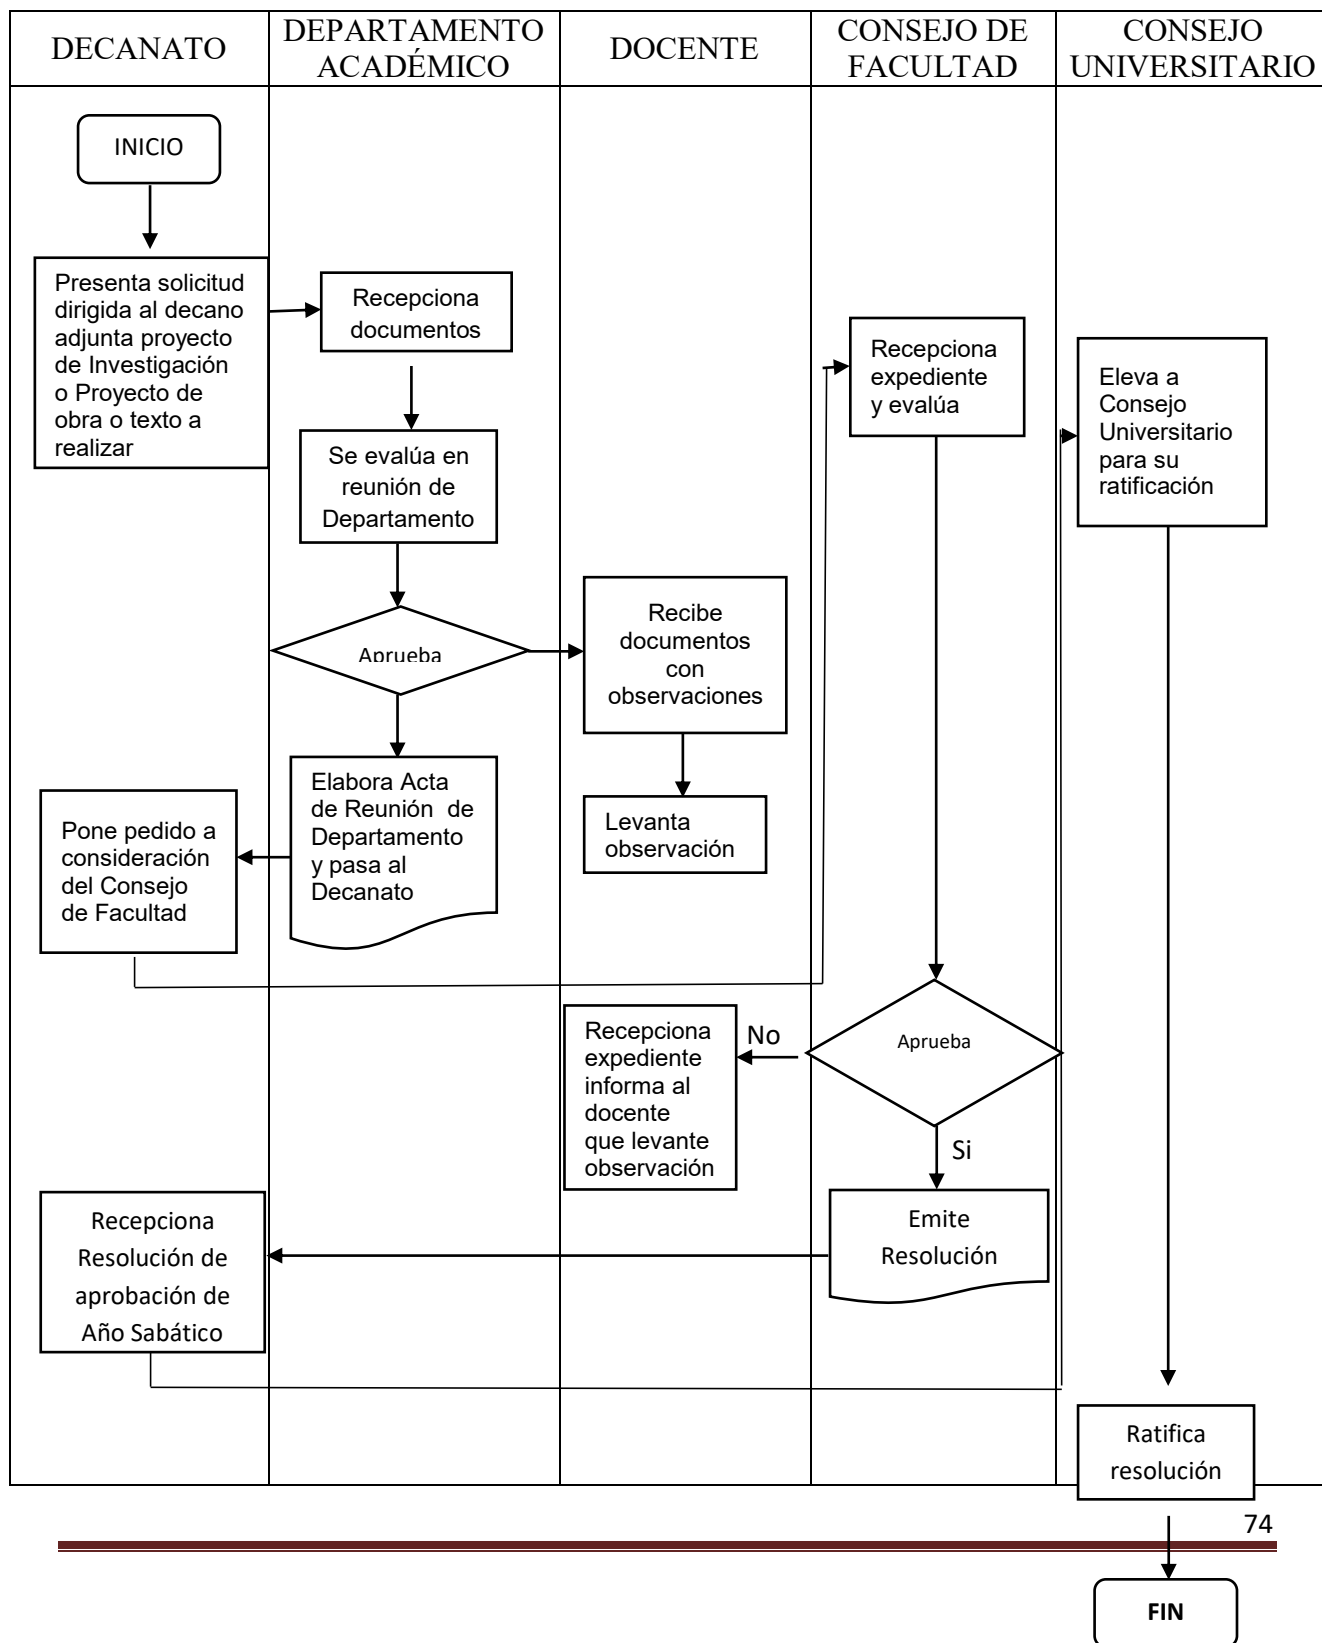 DECANATO
DEPARTAMENTO
ACADÉMICO
DOCENTE
CONSEJO DE
FACULTAD
CONSEJO
UNIVERSITARIO
INICIO
Presenta solicitud
dirigida al decano
adjunta proyecto
de Investigación
o Proyecto de
obra o texto a
realizar
Recepciona
documentos
Se evalúa en
reunión de
Departamento
Aprueba
Recibe
documentos
con
observaciones
Levanta
observación
Elabora Acta
de Reunión de
Departamento
y pasa al
Decanato
Pone pedido a
consideración
del Consejo
de Facultad
Recepciona
expediente
y evalúa
Aprueba
No
Recepciona
expediente
informa al
docente
que levante
observación
Si
Emite
Resolución
Recepciona
Resolución de
aprobación de
Año Sabático
Eleva a
Consejo
Universitario
para su
ratificación
Ratifica
resolución
74
FIN